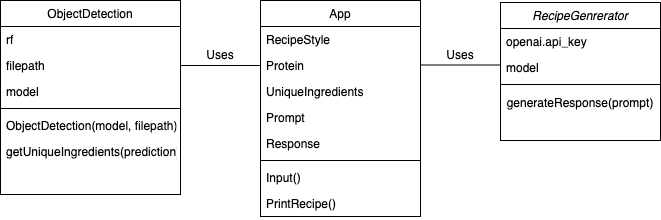 ObjectDetection
rf
filepath
model
ObjectDetection(model, filepath)
getUniqueIngredients(prediction
Uses
App
RecipeStyle
Protein
UniqueIngredients
Prompt
Response
Input()
PrintRecipe()
Uses
RecipeGenrerator
openai.api_key
model
generateResponse(prompt)